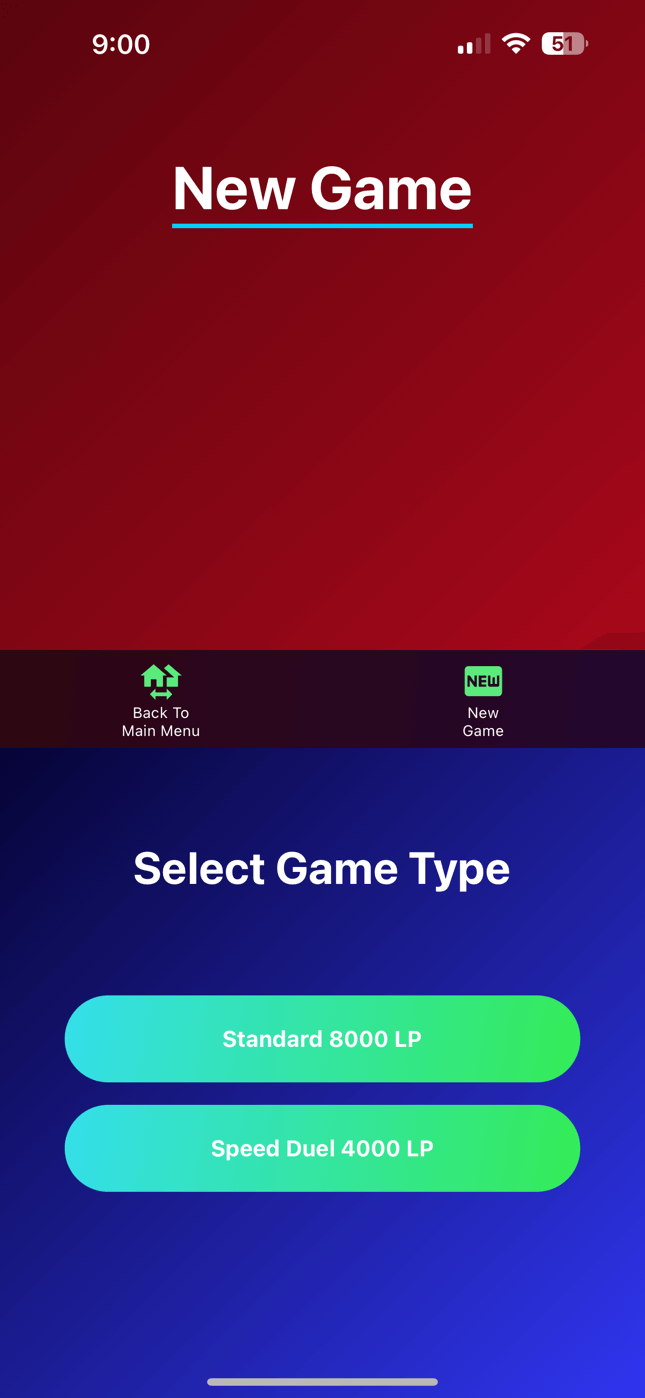 9:00
51
New Game
Back To
Main Menu
NEW
New
Game
Select Game Type
Standard 8000 LP
Speed Duel 4000 LP